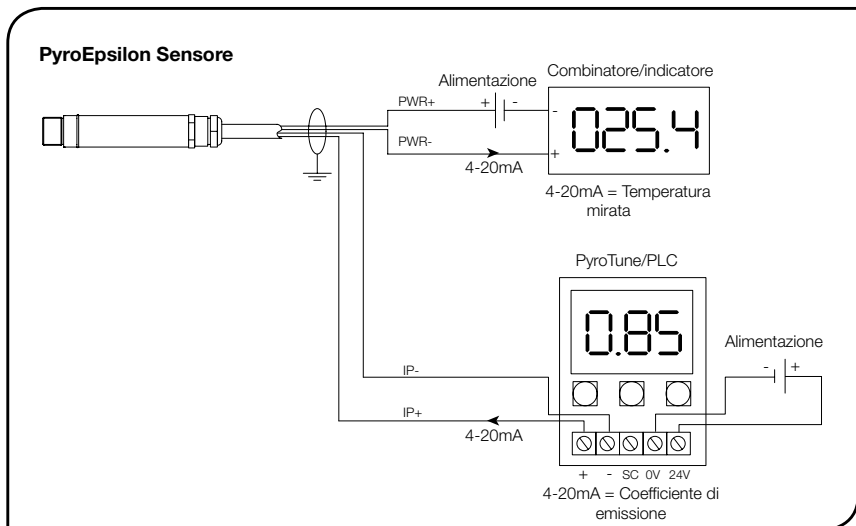 PyroEpsilon Sensore
Alimentazione
Combinatore/indicatore
PWR+
+ -
-
025.4
PWR-
+
4-20mA
4-20mA = Temperatura
mirata
PyroTune/PLC
0.85
Alimentazione
- +
IP-
IP+
4-20mA
+ - SC 0V 24V
4-20mA = Coefficiente di
emissione